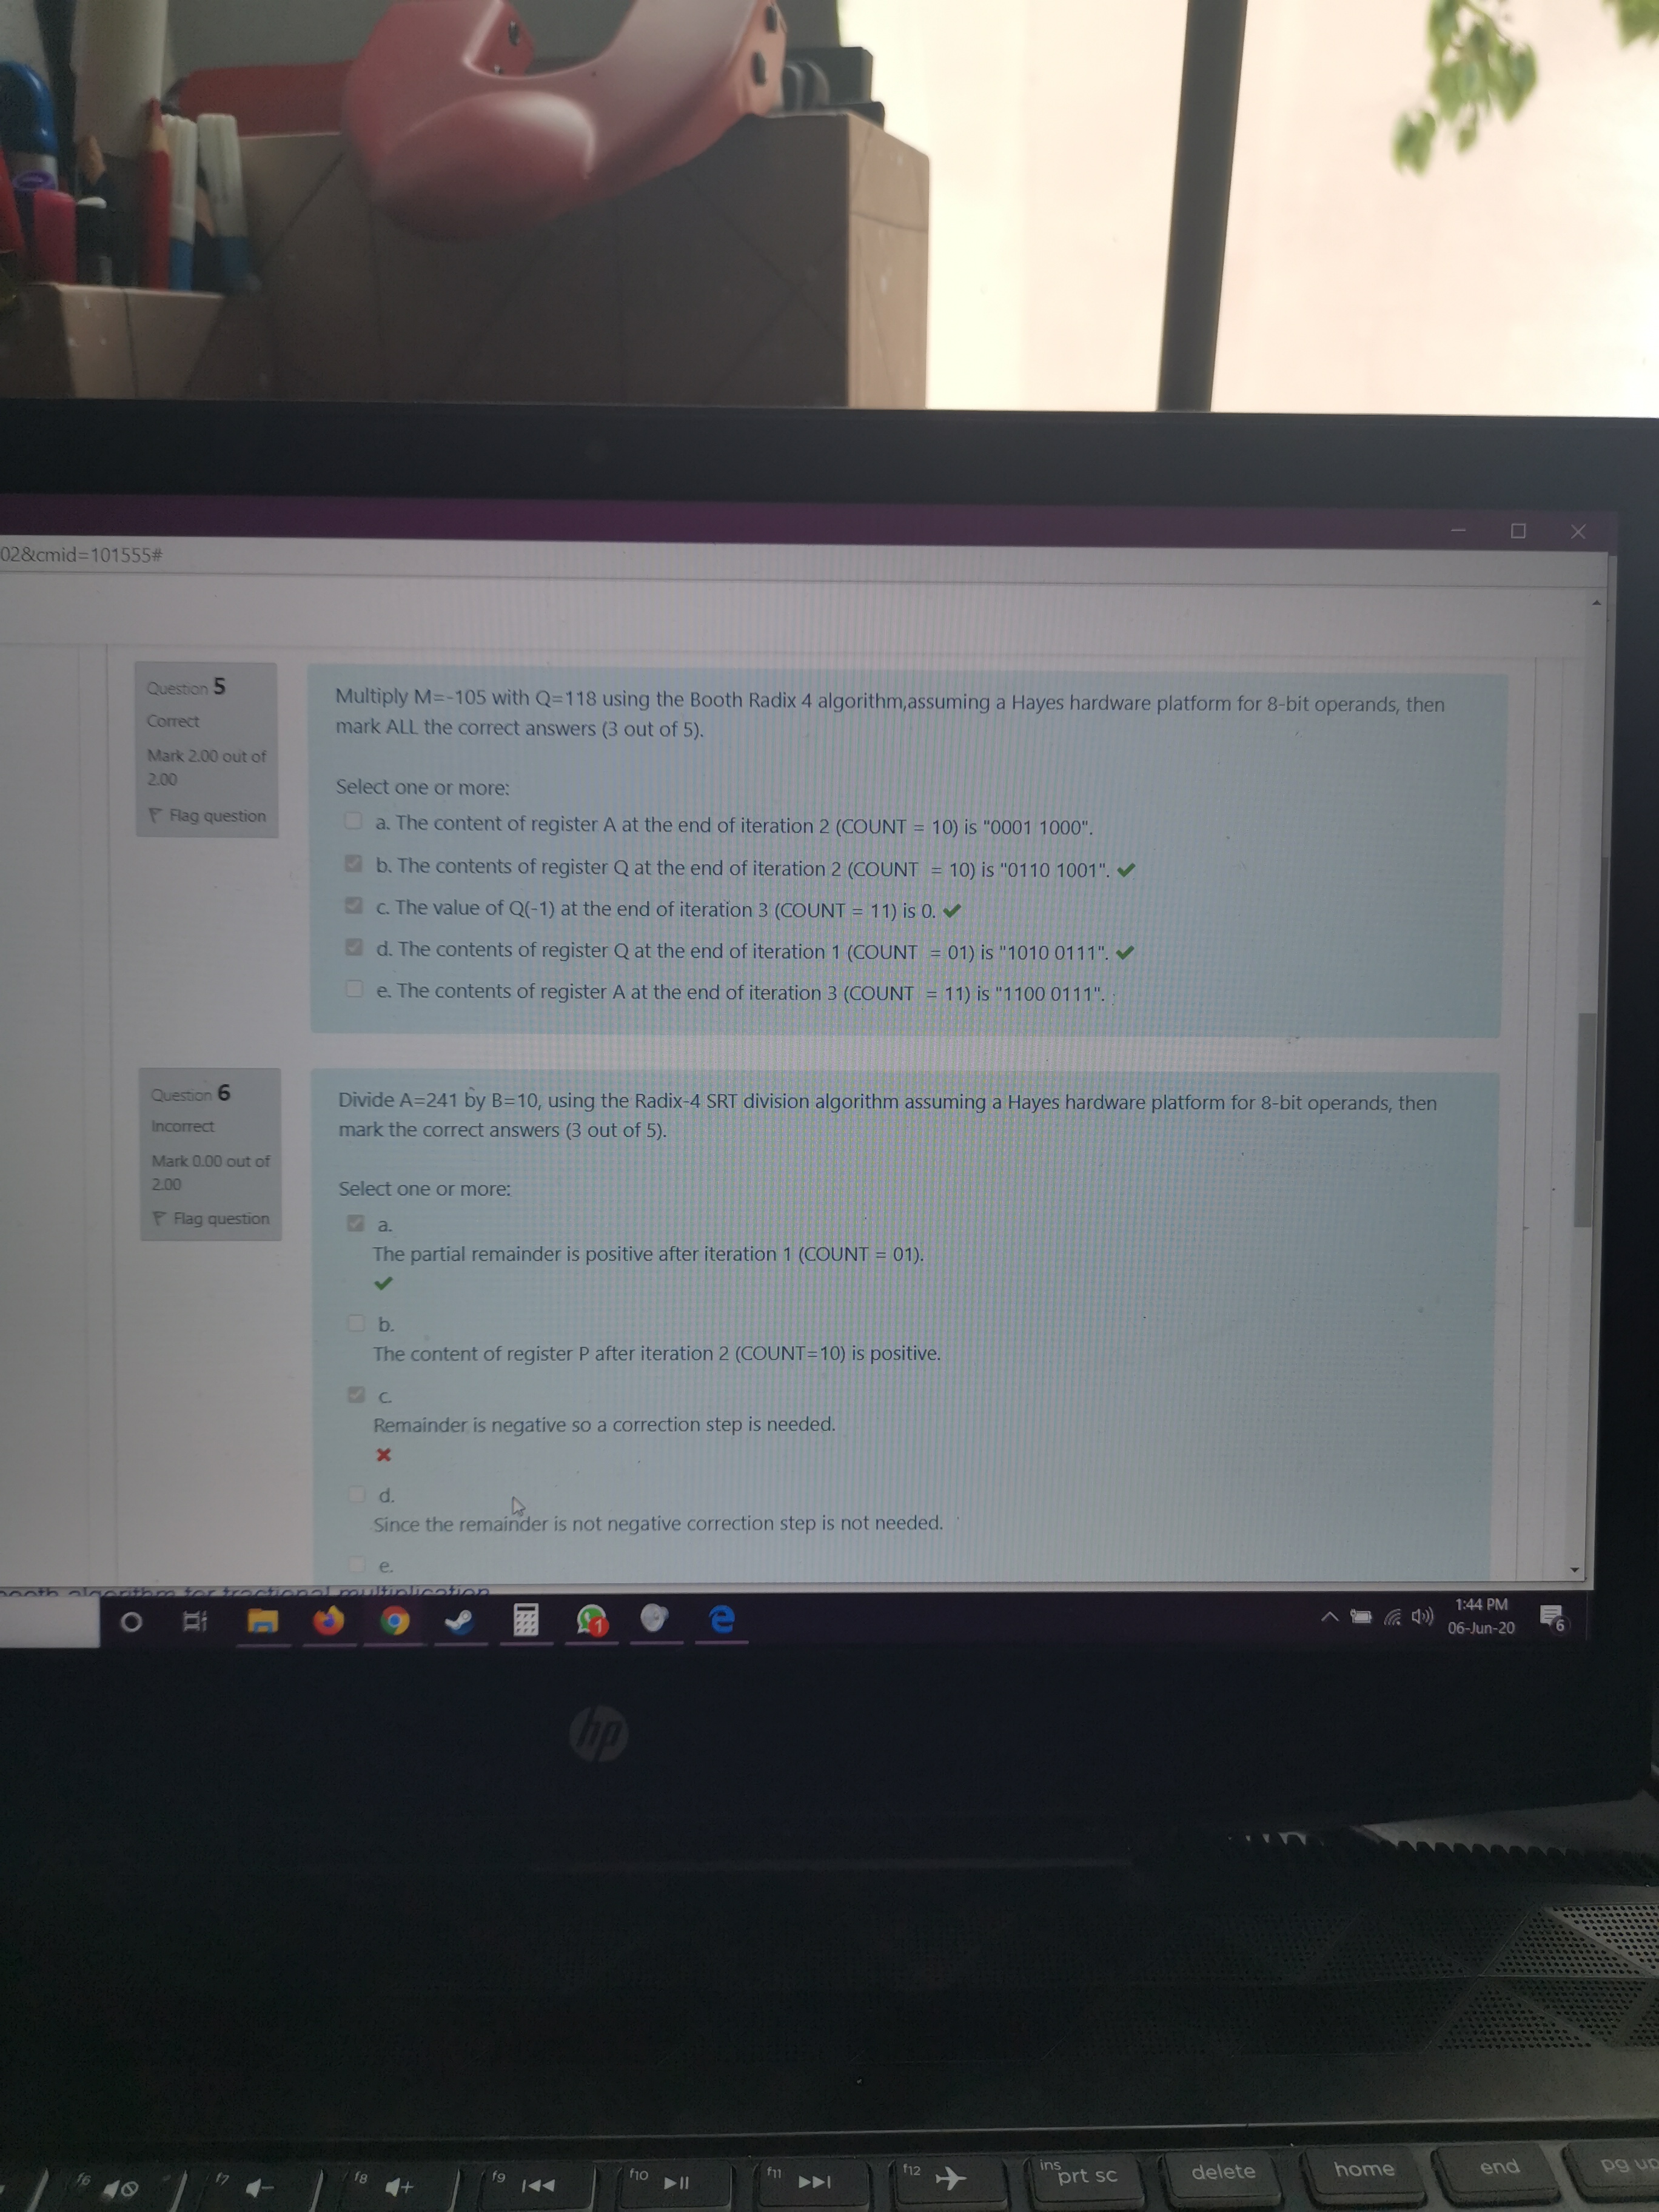 02&cmid=101555#
Question 5
Correct
Mark 2.00 out of
2.00
Flag question
Multiply M=-105 with Q=118 using the Booth Radix 4 algorithm,assuming a Hayes hardware platform for 8-bit operands, then
mark ALL the correct answers (3 out of 5).
Select one or more:
a. The content of register A at the end of iteration 2 (COUNT = 10) is "0001 1000".
b. The contents of register Q at the end of iteration 2 (COUNT = 10) is "0110 1001".
c. The value of Q(-1) at the end of iteration 3 (COUNT = 11) is 0.
d. The contents of register Q at the end of iteration 1 (COUNT = 01) is "1010 0111".
e. The contents of register A at the end of iteration 3 (COUNT = 11) is "1100 0111".
Question 6
Incorrect
Mark 0.00 out of
2.00
Flag question
Divide A=241 by B=10, using the Radix-4 SRT division algorithm assuming a Hayes hardware platform for 8-bit operands, then
mark the correct answers (3 out of 5).
Select one or more:
a.
The partial remainder is positive after iteration 1 (COUNT = 01).
b.
The content of register P after iteration 2 (COUNT=10) is positive.
c.
Remainder is negative so a correction step is needed.
d.
Since the remainder is not negative correction step is not needed.
e.
booth algorithm for fractional multiplication
1
1:44 PM
06-Jun-20
6
hp
f6
f7
f8
f9
f10
f11
f12
ins
prt sc
delete
home
end
pg up